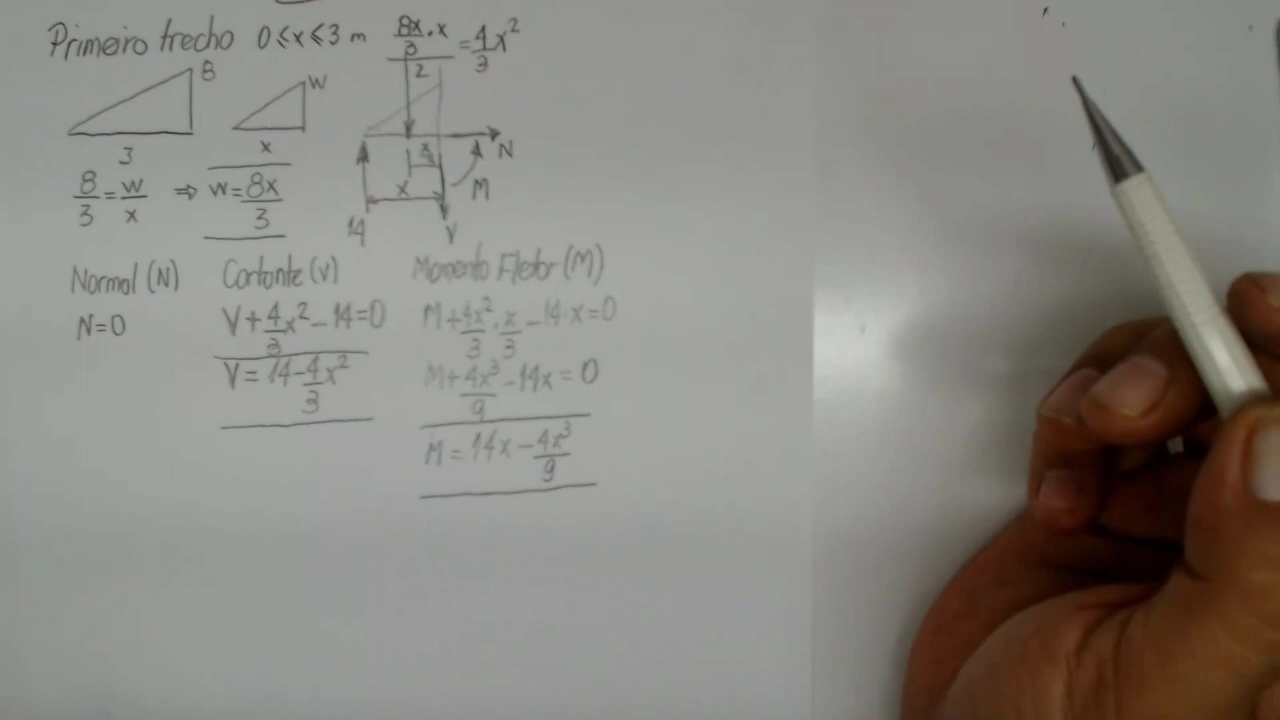 Primeiro trecho 0≤x≤3 m
8x/3 · x / 2 = 4/3 x²
8
W
3
x
x/3
N
x
M
14
V
8/3 = W/x ⇒ W = 8x/3
Normal (N)
N=0
Cortante (V)
V + 4/3 x² - 14 = 0
V = 14 - 4/3 x²
Momento Fletor (M)
M + 4x²/3 · x/3 - 14·x = 0
M + 4x³/9 - 14x = 0
M = 14x - 4x³/9